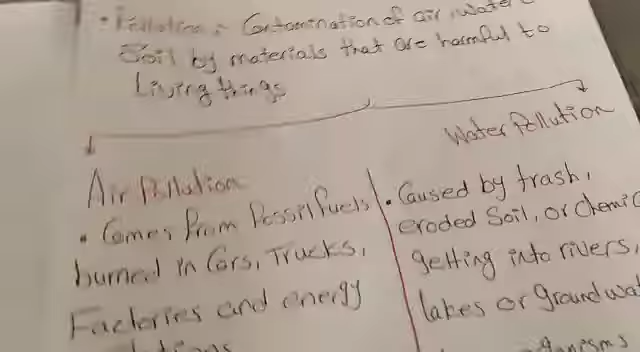 • Pollution: Contamination of air, water
Soil by materials that are harmful to
Living things
Water Pollution
Air Pollution
• Comes from Fossil fuels
burned in Cars, Trucks,
Factories and energy
• Caused by trash,
eroded Soil, or chemic
getting into rivers,
lakes or groundwat